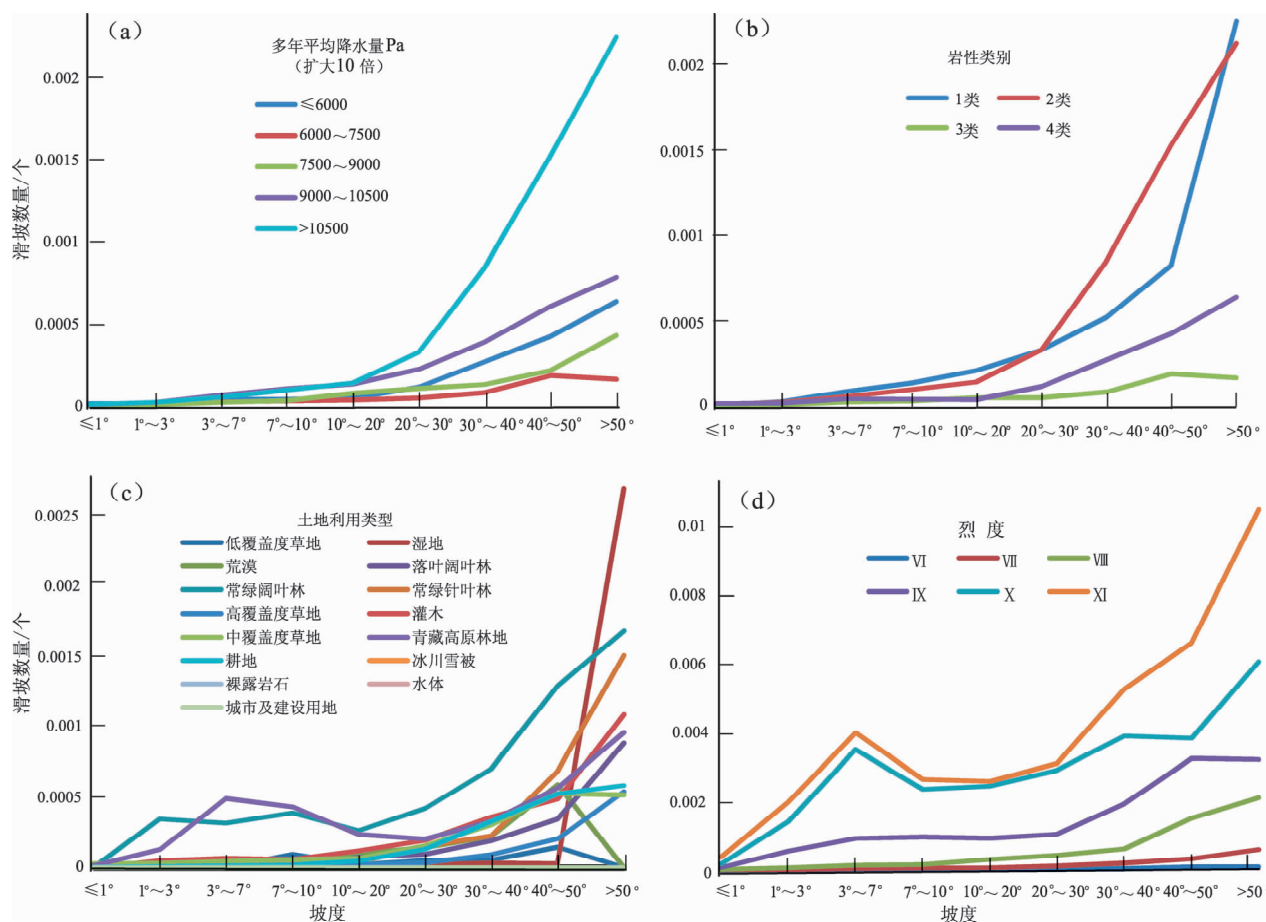 (a)
多年平均降水量Pa
（扩大10 倍）
≤6000
6000～7500
7500～9000
9000～10500
>10500
滑坡数量/个
0.002
0.0015
0.001
0.0005
0
≤1° 1°～3° 3°～7° 7°～10° 10°～20° 20°～30° 30°～40° 40°～50° >50°
(b)
岩性类别
1类 2类
3类 4类
0.002
0.0015
0.001
0.0005
0
≤1° 1°～3° 3°～7° 7°～10° 10°～20° 20°～30° 30°～40° 40°～50° >50°
(c)
土地利用类型
低覆盖度草地 湿地
荒漠 落叶阔叶林
常绿阔叶林 常绿针叶林
高覆盖度草地 灌木
中覆盖度草地 青藏高原林地
耕地 冰川雪被
裸露岩石 水体
城市及建设用地
滑坡数量/个
0.0025
0.002
0.0015
0.001
0.0005
0
≤1° 1°～3° 3～7° 7°～10° 10°～20° 20°～30° 30°～40° 40°～50° >50°
坡度
(d)
烈 度
Ⅵ Ⅶ Ⅷ
Ⅸ Ⅹ Ⅺ
0.01
0.008
0.006
0.004
0.002
0
≤1° 1°～3° 3～7° 7°～10° 10°～20° 20°～30° 30°～40° 40°～50° >50°
坡度